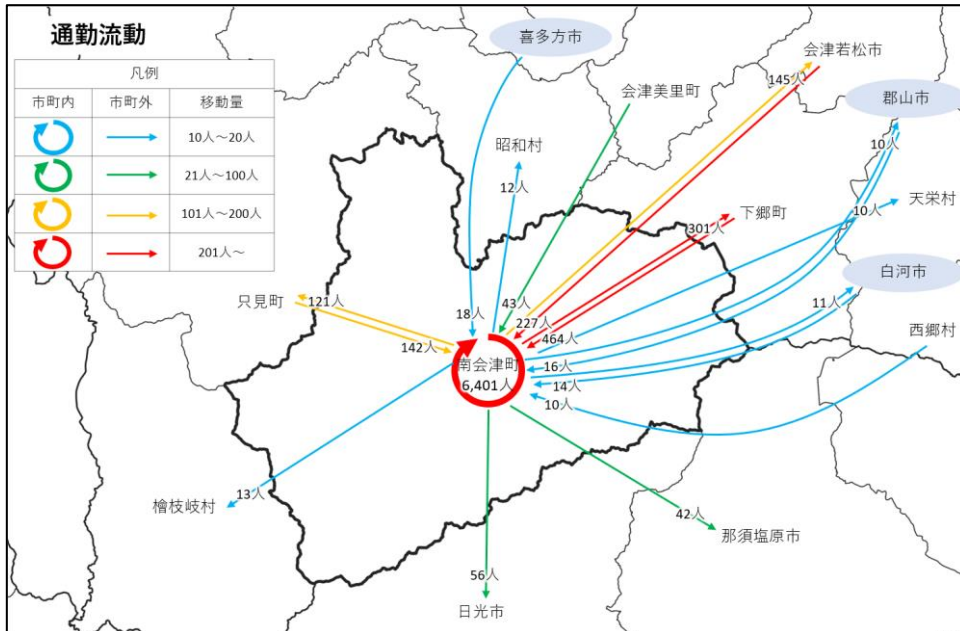 通勤流動
凡例
市町内 市町外 移動量
10人～20人
21人～100人
101人～200人
201人～
喜多方市
会津若松市
145人
会津美里町
郡山市
10人
昭和村
12人
天栄村
10人
下郷町
301人
白河市
11人
只見町
121人
142人
18人
43人
227人
464人
西郷村
南会津町
6,401人
16人
14人
10人
檜枝岐村
13人
42人
那須塩原市
56人
日光市